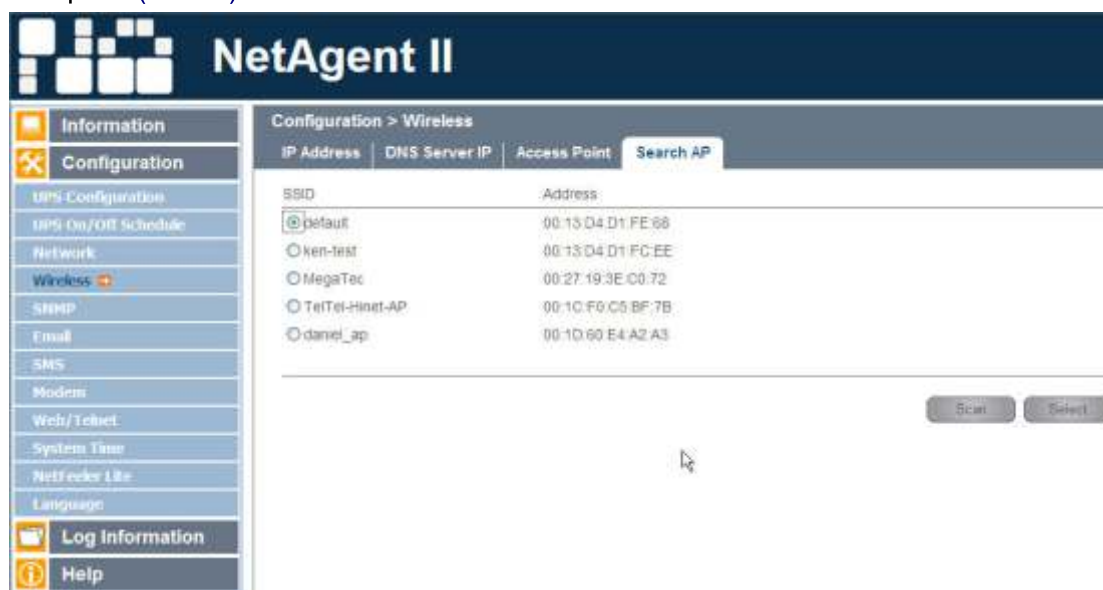 NetAgent II
Information
Configuration
UPS Configuration
UPS On/Off Schedule
Network
Wireless
SNMP
Email
SMS
Modem
Web/Telnet
System Time
NetFeeler Lite
Language
Log Information
Help
Configuration > Wireless
IP Address | DNS Server IP | Access Point Search AP
SSID Address
default 00:13:D4:D1:FE:68
ken-test 00:13:D4:D1:FC:EE
MegaTec 00:27:19:3E:C0:72
TelTel-Hinet-AP 00:1C:F0:C5:BF:7B
daniel_ap 00:1D:60:E4:A2:A3
Scan Select